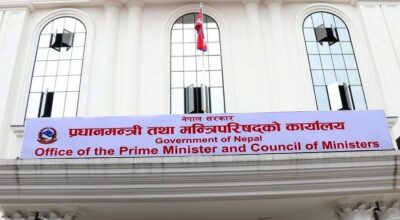 नेपाल सरकार
प्रधानमन्त्री तथा मन्त्रिपरिषद्को कार्यालय
Government of Nepal
Office of the Prime Minister and Council of Ministers